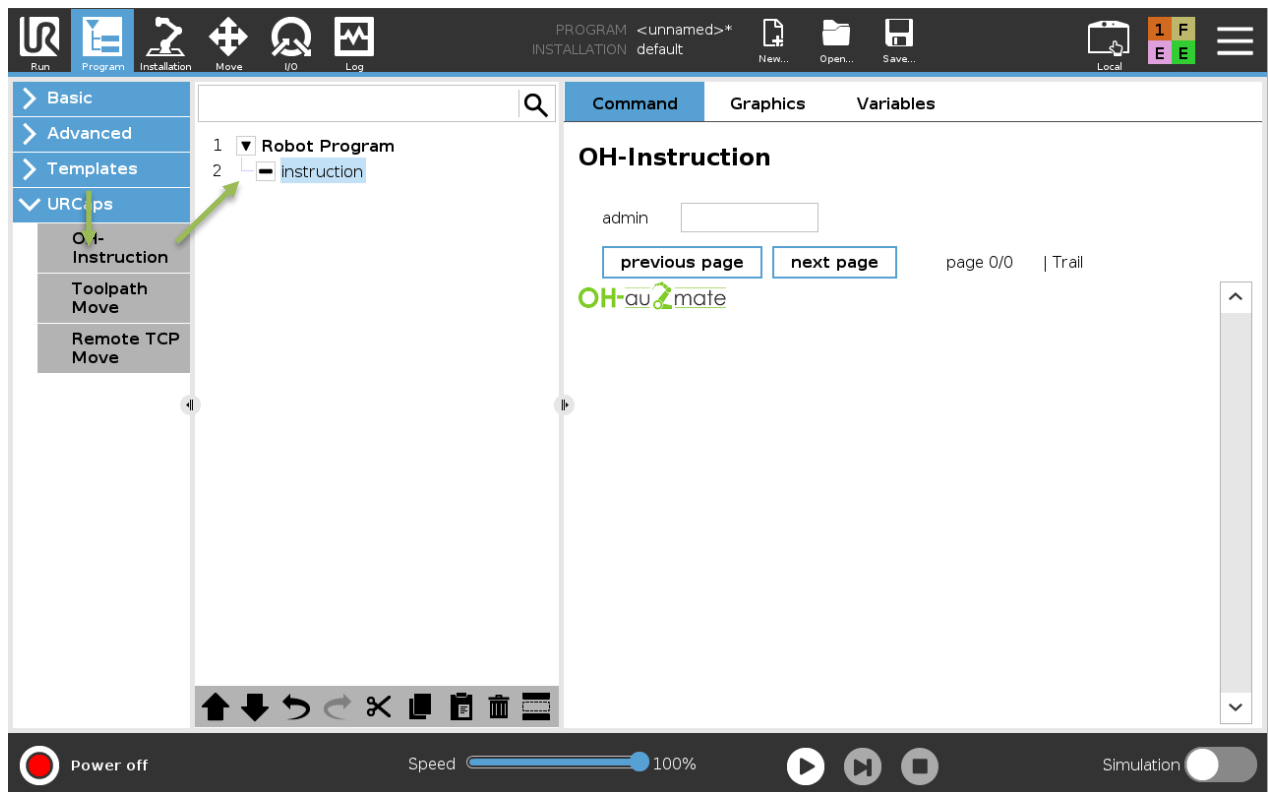 UR
PROGRAM <unnamed>*
INSTALLATION default
Run Program Installation Move I/O Log New... Open... Save... Local
1 F
E E
Basic
Advanced
Templates
URCaps
OH-
Instruction
Toolpath
Move
Remote TCP
Move
1 Robot Program
2 instruction
Command Graphics Variables
OH-Instruction
admin
previous page next page page 0/0 | Trail
OH-au2mate
Power off Speed 100% Simulation